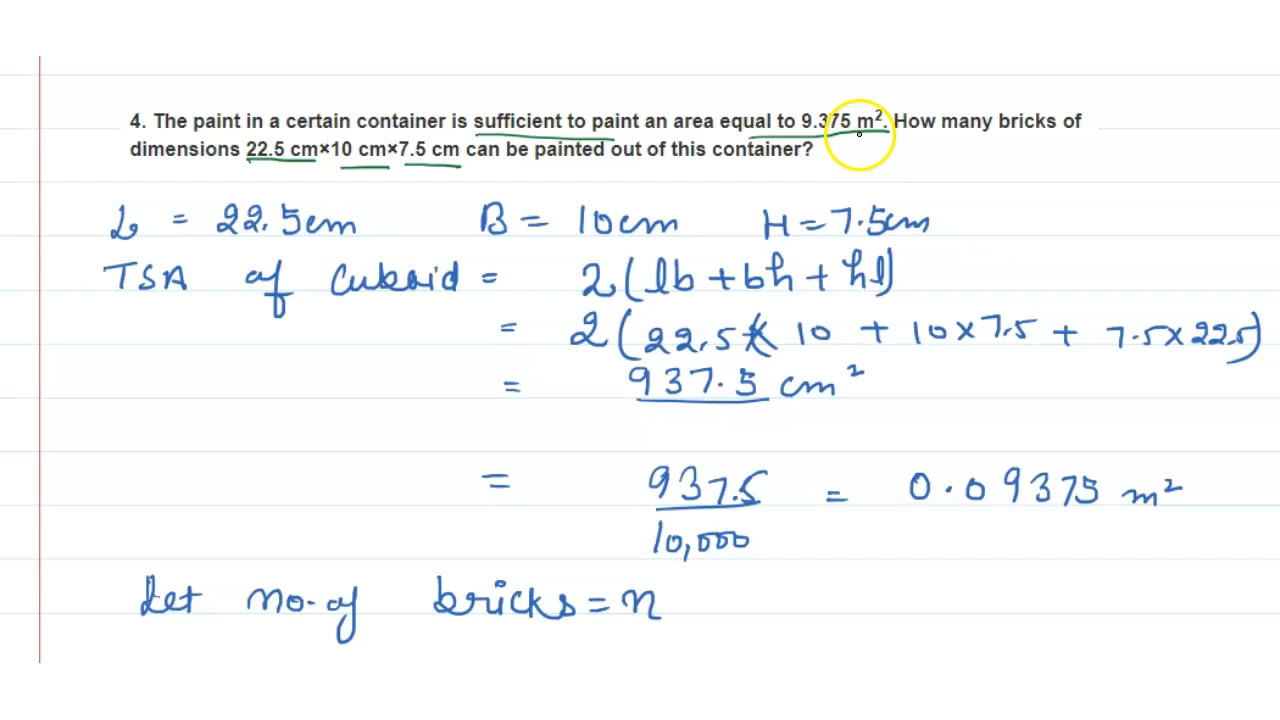 4. The paint in a certain container is sufficient to paint an area equal to 9.375 m². How many bricks of
dimensions 22.5 cm×10 cm×7.5 cm can be painted out of this container?
L = 22.5cm B = 10cm H = 7.5cm
TSA of Cuboid = 2(lb + bh + hl)
= 2(22.5 × 10 + 10 × 7.5 + 7.5 × 22.5)
= 937.5 cm²
= 937.5 = 0.09375 m²
10,000
Let no. of bricks = n